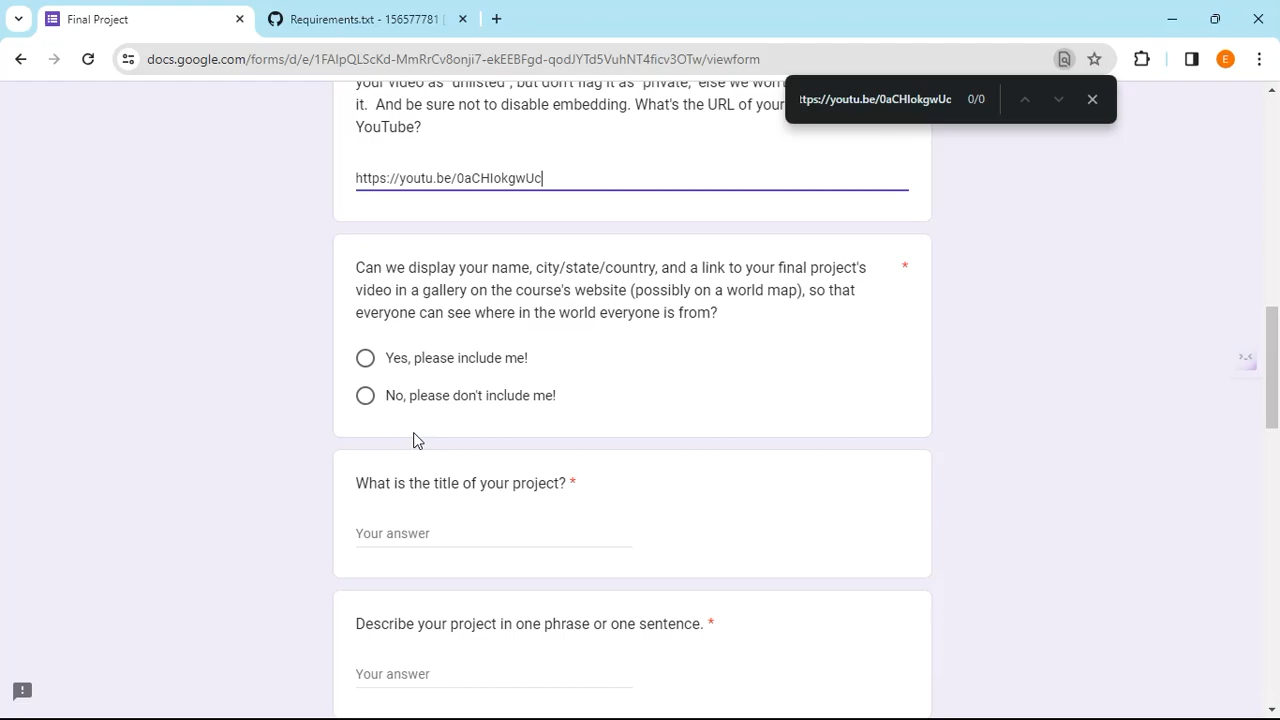 Final Project
Requirements.txt - 156577781
docs.google.com/forms/d/e/1FAIpQLScKd-MmRrCv8onji7-ekEEBFgd-qodJYTd5VuhNT4ficv3OTw/viewform
E
ttps://youtu.be/0aCHIokgwUc 0/0
your video as "unlisted", but don't flag it as "private," else we won't
it. And be sure not to disable embedding. What's the URL of your
YouTube?
https://youtu.be/0aCHIokgwUc
Can we display your name, city/state/country, and a link to your final project's *
video in a gallery on the course's website (possibly on a world map), so that
everyone can see where in the world everyone is from?
Yes, please include me!
No, please don't include me!
What is the title of your project? *
Your answer
Describe your project in one phrase or one sentence. *
Your answer